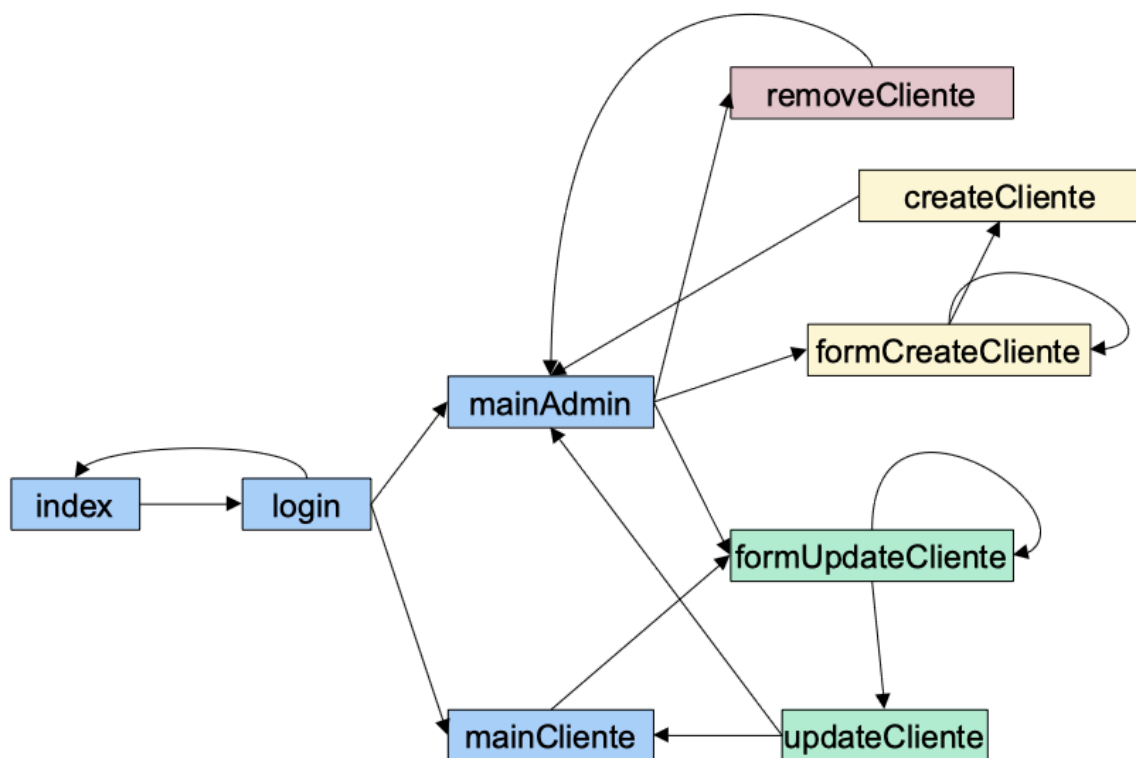 removeCliente
createCliente
formCreateCliente
mainAdmin
index
login
formUpdateCliente
mainCliente
updateCliente